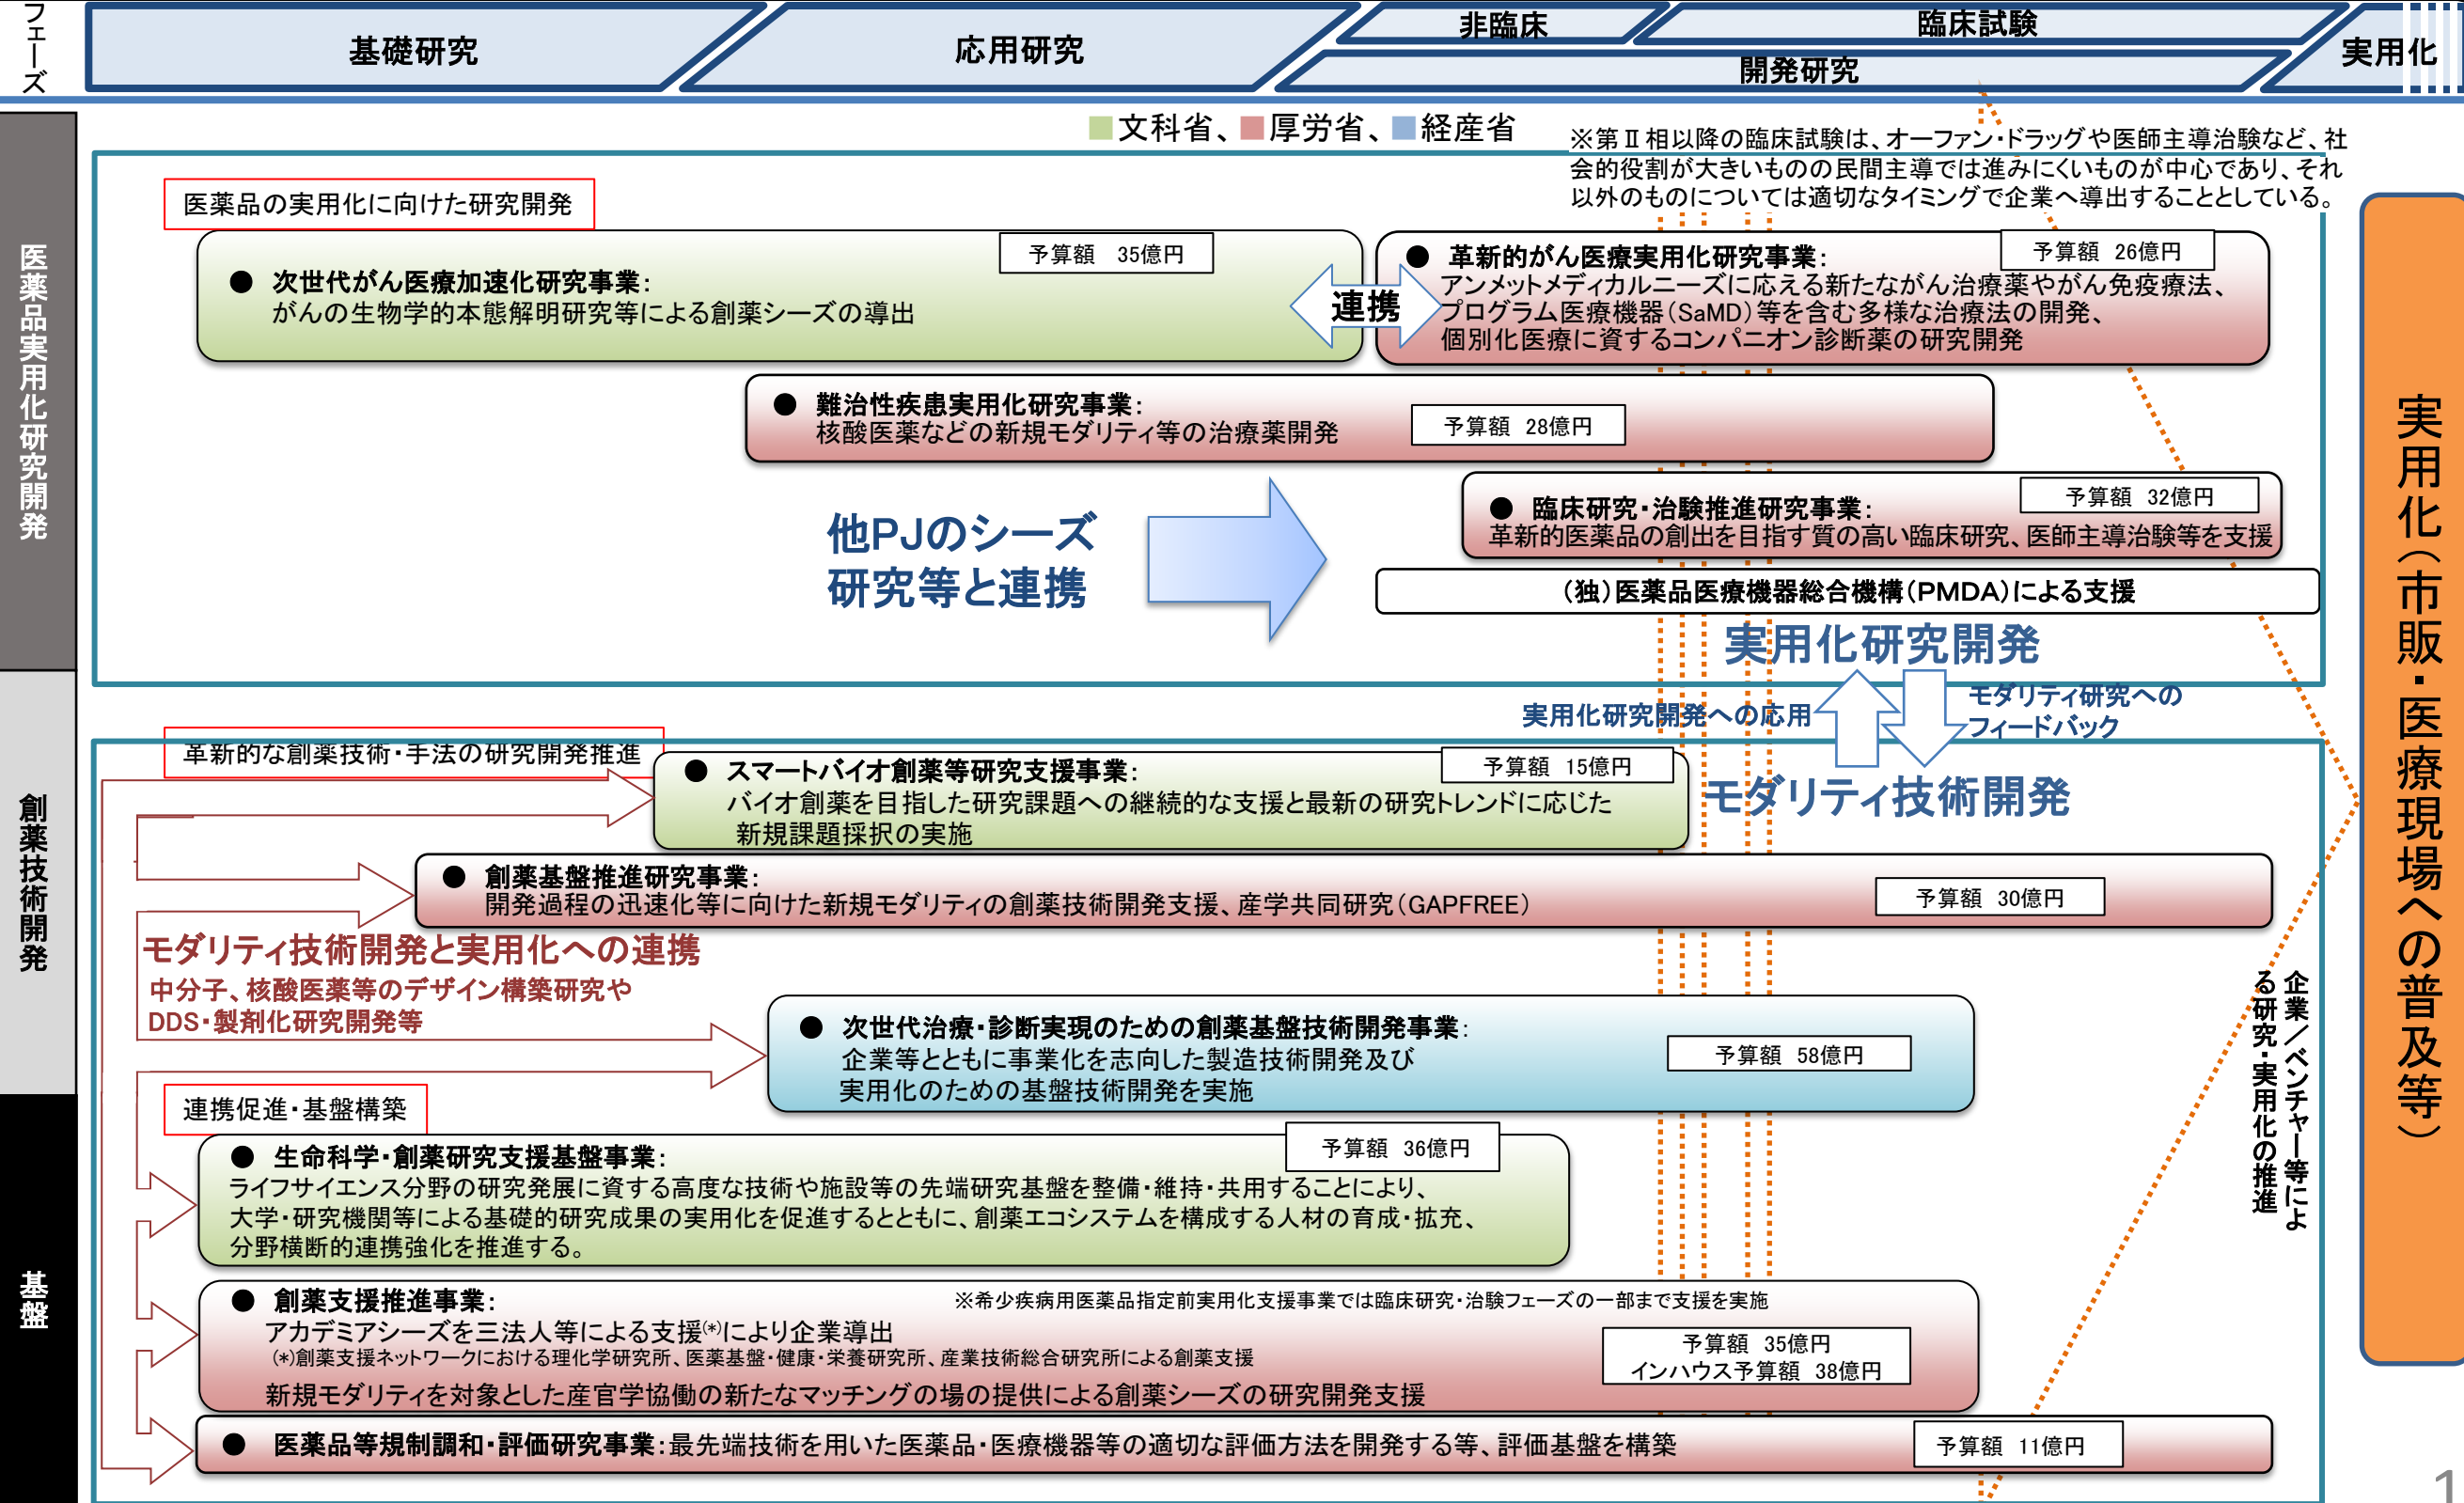 フェーズ
基礎研究
応用研究
非臨床
臨床試験
開発研究
実用化
文科省、厚労省、経産省
※第Ⅱ相以降の臨床試験は、オーファン・ドラッグや医師主導治験など、社
会的役割が大きいものの民間主導では進みにくいものが中心であり、それ
以外のものについては適切なタイミングで企業へ導出することとしている。
医薬品実用化研究開発
医薬品の実用化に向けた研究開発
予算額　35億円
● 次世代がん医療加速化研究事業：
がんの生物学的本態解明研究等による創薬シーズの導出
連携
予算額　26億円
● 革新的がん医療実用化研究事業：
アンメットメディカルニーズに応える新たながん治療薬やがん免疫療法、
プログラム医療機器（SaMD）等を含む多様な治療法の開発、
個別化医療に資するコンパニオン診断薬の研究開発
● 難治性疾患実用化研究事業：
核酸医薬などの新規モダリティ等の治療薬開発
予算額　28億円
他PJのシーズ
研究等と連携
予算額　32億円
● 臨床研究・治験推進研究事業：
革新的医薬品の創出を目指す質の高い臨床研究、医師主導治験等を支援
（独）医薬品医療機器総合機構（PMDA）による支援
実用化研究開発
実用化研究開発への応用
モダリティ研究への
フィードバック
モダリティ技術開発
実用化（市販・医療現場への普及等）
創薬技術開発
革新的な創薬技術・手法の研究開発推進
予算額　15億円
● スマートバイオ創薬等研究支援事業：
バイオ創薬を目指した研究課題への継続的な支援と最新の研究トレンドに応じた
新規課題採択の実施
● 創薬基盤推進研究事業：
開発過程の迅速化等に向けた新規モダリティの創薬技術開発支援、産学共同研究（GAPFREE）
予算額　30億円
モダリティ技術開発と実用化への連携
中分子、核酸医薬等のデザイン構築研究や
DDS・製剤化研究開発等
● 次世代治療・診断実現のための創薬基盤技術開発事業：
企業等とともに事業化を志向した製造技術開発及び
実用化のための基盤技術開発を実施
予算額　58億円
企業／ベンチャー等によ
る研究・実用化の推進
基盤
連携促進・基盤構築
予算額　36億円
● 生命科学・創薬研究支援基盤事業：
ライフサイエンス分野の研究発展に資する高度な技術や施設等の先端研究基盤を整備・維持・共用することにより、
大学・研究機関等による基礎的研究成果の実用化を促進するとともに、創薬エコシステムを構成する人材の育成・拡充、
分野横断的連携強化を推進する。
● 創薬支援推進事業：
※希少疾病用医薬品指定前実用化支援事業では臨床研究・治験フェーズの一部まで支援を実施
アカデミアシーズを三法人等による支援(*)により企業導出
(*)創薬支援ネットワークにおける理化学研究所、医薬基盤・健康・栄養研究所、産業技術総合研究所による創薬支援
新規モダリティを対象とした産官学協働の新たなマッチングの場の提供による創薬シーズの研究開発支援
予算額　35億円
インハウス予算額　38億円
● 医薬品等規制調和・評価研究事業：最先端技術を用いた医薬品・医療機器等の適切な評価方法を開発する等、評価基盤を構築
予算額　11億円
1